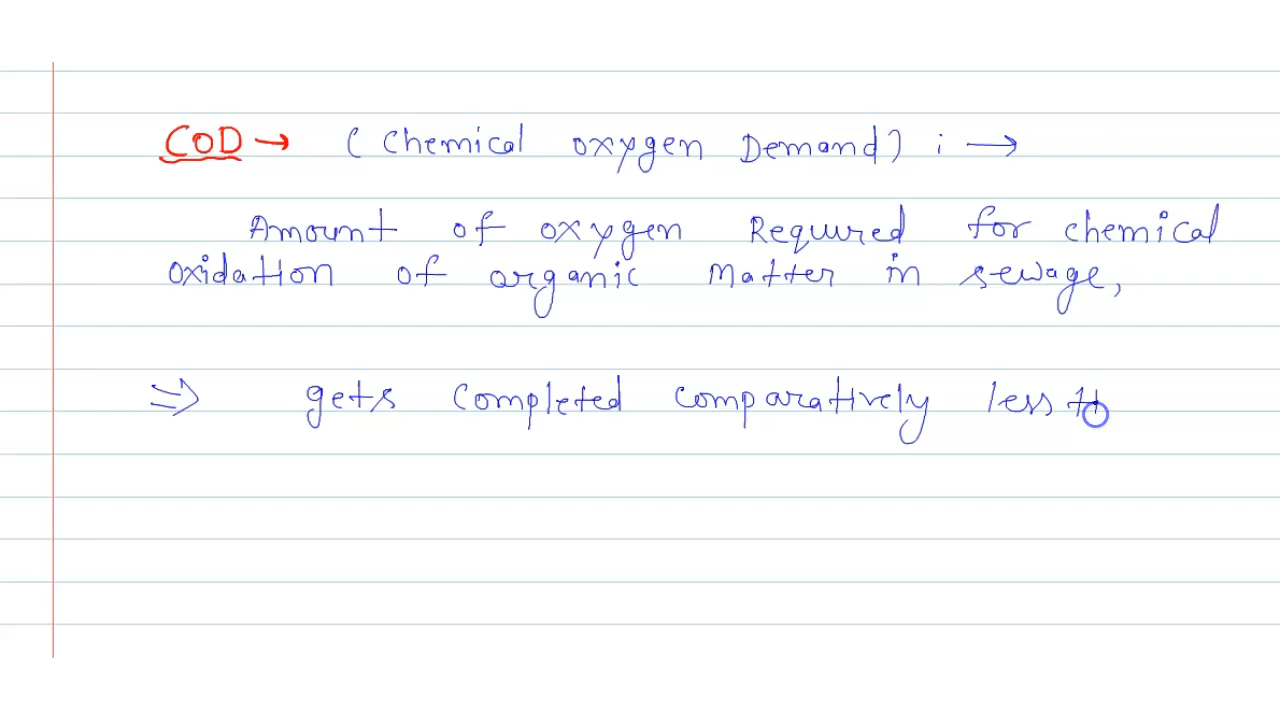 COD → (Chemical oxygen Demand) : →
Amount of oxygen Required for chemical
oxidation of organic matter in sewage,
⇒ gets completed comparatively less